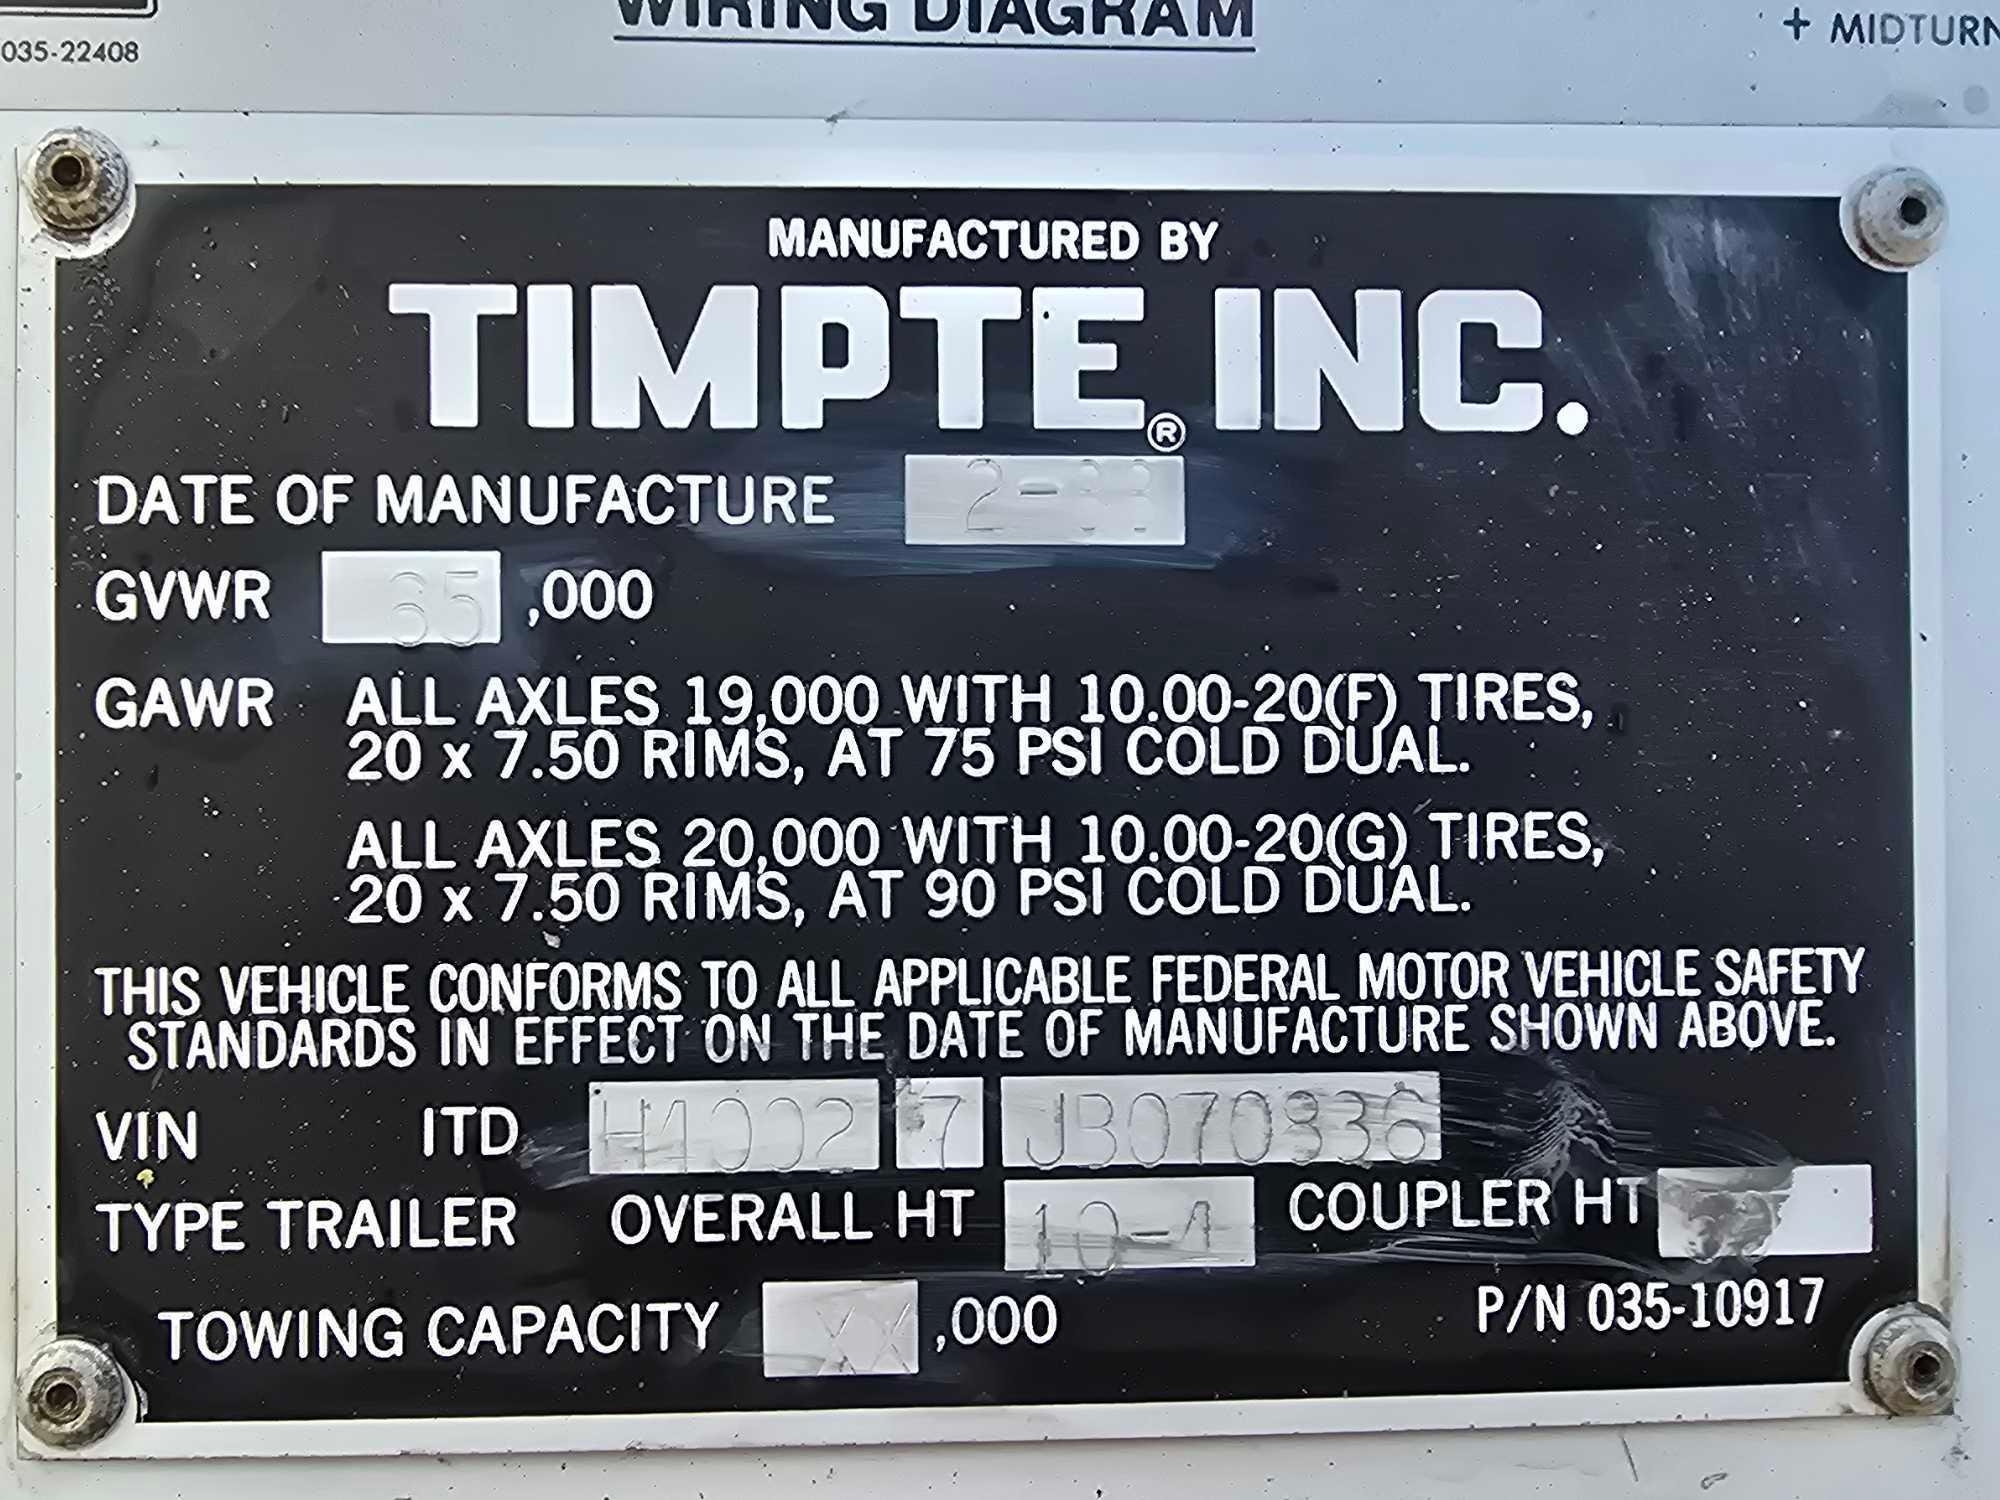 WIRING DIAGRAM
035-22408
+ MIDTURN
MANUFACTURED BY
TIMPTE® INC.
DATE OF MANUFACTURE 2-
GVWR 65 ,000
GAWR ALL AXLES 19,000 WITH 10.00-20(F) TIRES,
20 x 7.50 RIMS, AT 75 PSI COLD DUAL.
ALL AXLES 20,000 WITH 10.00-20(G) TIRES,
20 x 7.50 RIMS, AT 90 PSI COLD DUAL.
THIS VEHICLE CONFORMS TO ALL APPLICABLE FEDERAL MOTOR VEHICLE SAFETY
STANDARDS IN EFFECT ON THE DATE OF MANUFACTURE SHOWN ABOVE.
VIN ITD H4002 7
TYPE TRAILER OVERALL HT 10-4 COUPLER HT
TOWING CAPACITY XX ,000
P/N 035-10917